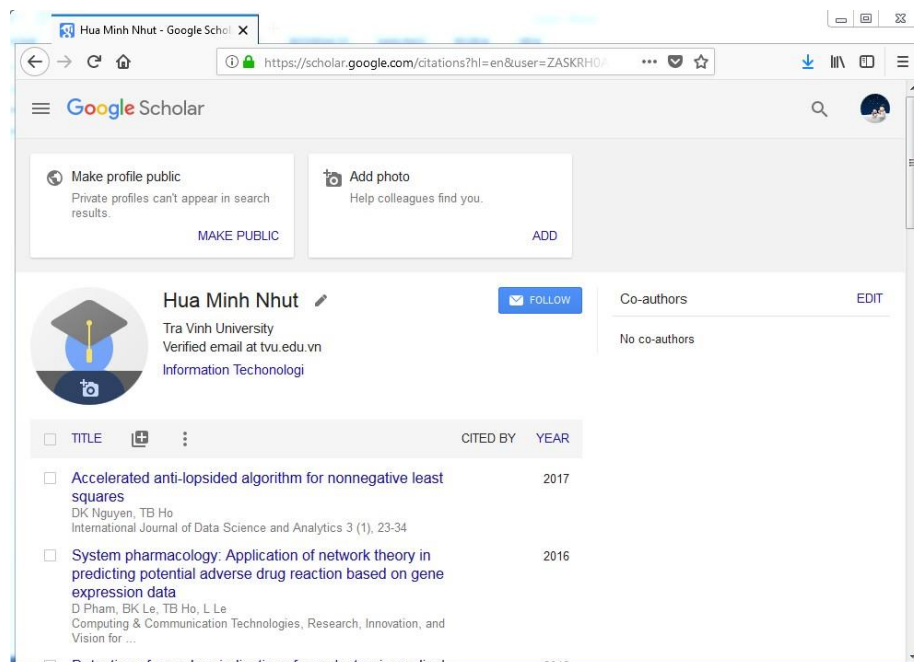 Hua Minh Nhut - Google Schol
https://scholar.google.com/citations?hl=en&user=ZASKRH0
Google Scholar
Make profile public
Private profiles can't appear in search
results.
MAKE PUBLIC
Add photo
Help colleagues find you.
ADD
Hua Minh Nhut
FOLLOW
Tra Vinh University
Verified email at tvu.edu.vn
Information Techonologi
Co-authors
EDIT
No co-authors
TITLE
CITED BY
YEAR
Accelerated anti-lopsided algorithm for nonnegative least
squares
2017
DK Nguyen, TB Ho
International Journal of Data Science and Analytics 3 (1), 23-34
System pharmacology: Application of network theory in
predicting potential adverse drug reaction based on gene
expression data
2016
D Pham, BK Le, TB Ho, L Le
Computing & Communication Technologies, Research, Innovation, and
Vision for ...